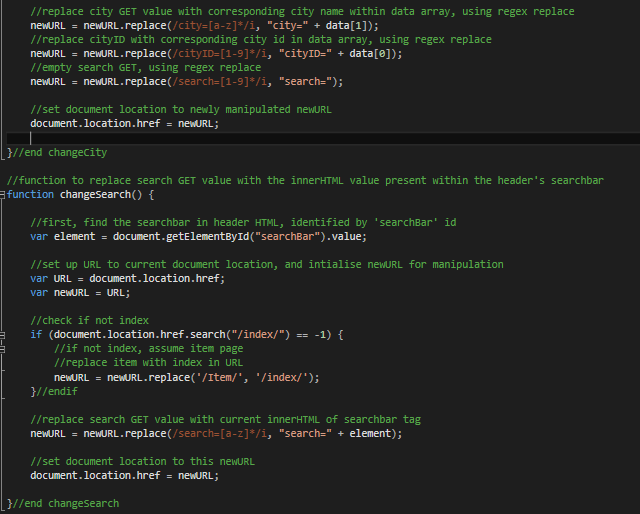 //replace city GET value with corresponding city name within data array, using regex replace
newURL = newURL.replace(/city=[a-z]*/i, "city=" + data[1]);
//replace cityID with corresponding city id in data array, using regex replace
newURL = newURL.replace(/cityID=[1-9]*/i, "cityID=" + data[0]);
//empty search GET, using regex replace
newURL = newURL.replace(/search=[1-9]*/i, "search=");
//set document location to newly manipulated newURL
document.location.href = newURL;
}//end changeCity
//function to replace search GET value with the innerHTML value present within the header's searchbar
function changeSearch() {
//first, find the searchbar in header HTML, identified by 'searchBar' id
var element = document.getElementById("searchBar").value;
//set up URL to current document location, and intialise newURL for manipulation
var URL = document.location.href;
var newURL = URL;
//check if not index
if (document.location.href.search("/index/") == -1) {
//if not index, assume item page
//replace item with index in URL
newURL = newURL.replace('/Item/', '/index/');
}//endif
//replace search GET value with current innerHTML of searchbar tag
newURL = newURL.replace(/search=[a-z]*/i, "search=" + element);
//set document location to this newURL
document.location.href = newURL;
}//end changeSearch